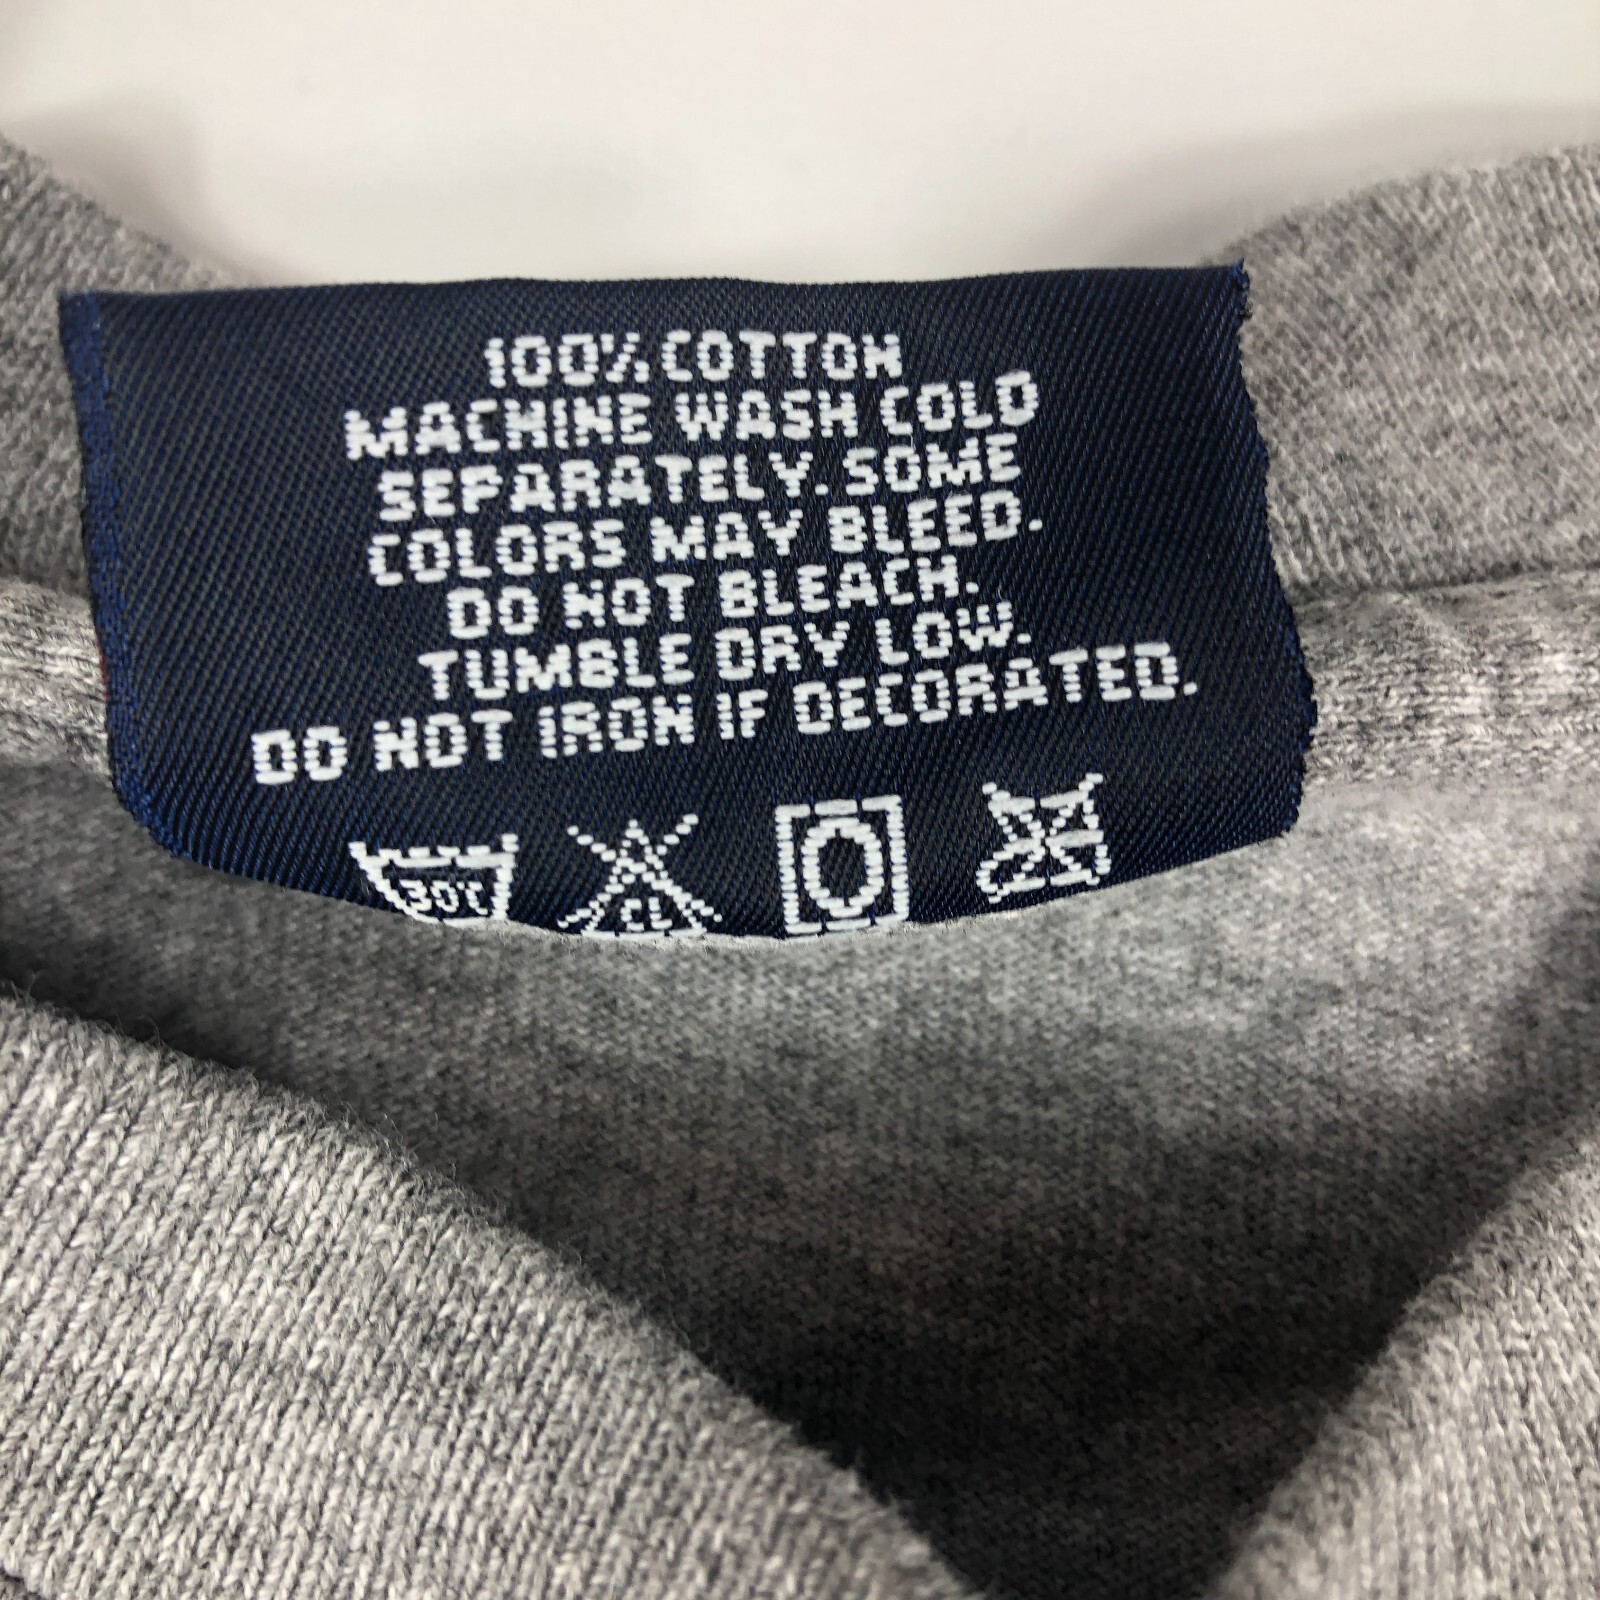 100% COTTON
MACHINE WASH COLD
SEPARATELY. SOME
COLORS MAY BLEED.
DO NOT BLEACH.
TUMBLE DRY LOW.
DO NOT IRON IF DECORATED.
30°C CL